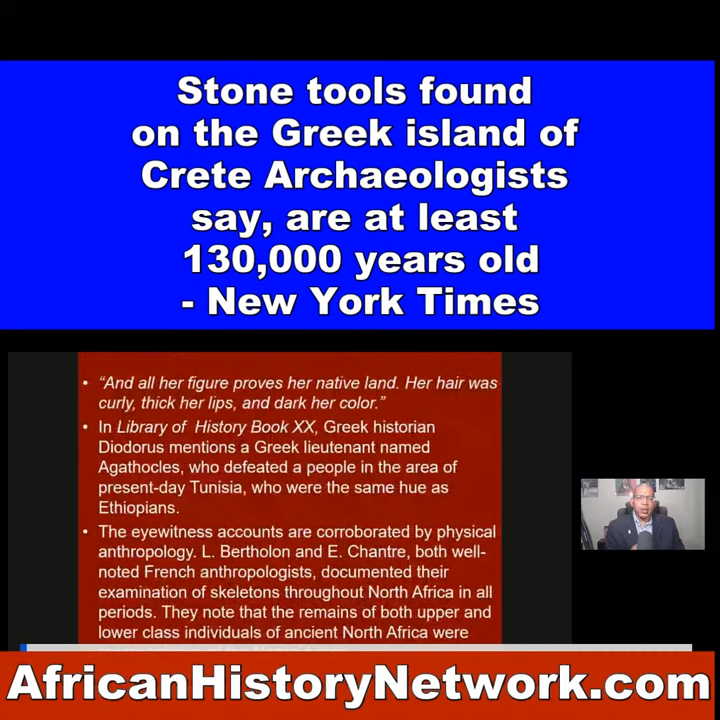 Stone tools found
on the Greek island of
Crete Archaeologists
say, are at least
130,000 years old
- New York Times
• “And all her figure proves her native land. Her hair was
curly, thick her lips, and dark her color.”
• In Library of History Book XX, Greek historian
Diodorus mentions a Greek lieutenant named
Agathocles, who defeated a people in the area of
present-day Tunisia, who were the same hue as
Ethiopians.
• The eyewitness accounts are corroborated by physical
anthropology. L. Bertholon and E. Chantre, both well-
noted French anthropologists, documented their
examination of skeletons throughout North Africa in all
periods. They note that the remains of both upper and
lower class individuals of ancient North Africa were
AfricanHistoryNetwork.com